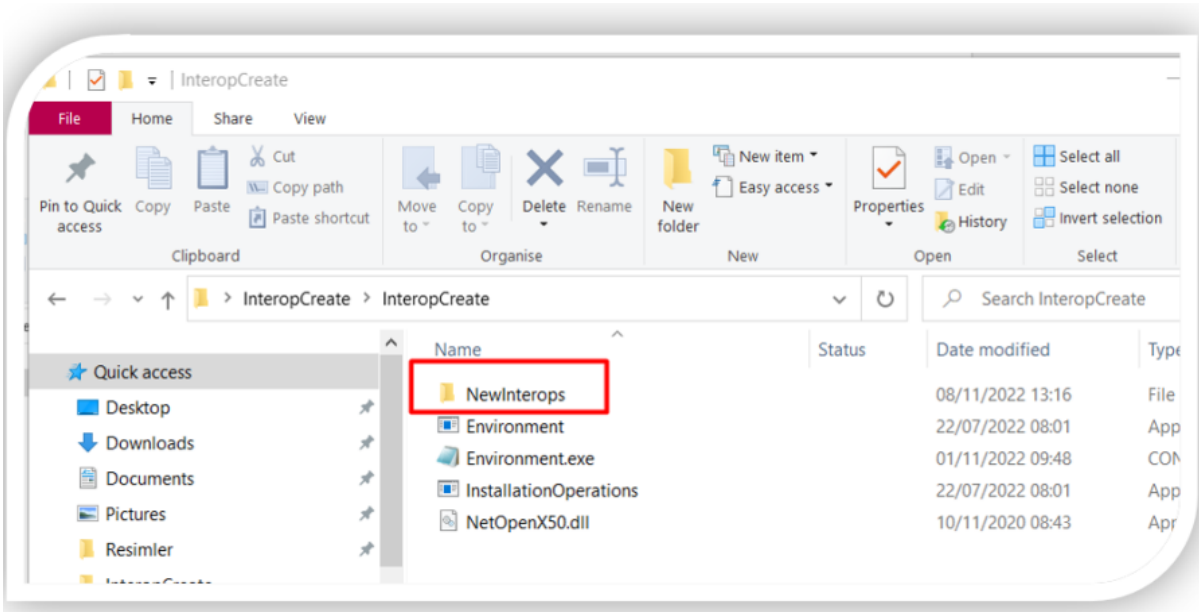 InteropCreate
File Home Share View
Pin to Quick access
Copy
Paste
Cut
Copy path
Paste shortcut
Clipboard
Move to
Copy to
Delete
Rename
Organise
New folder
New item
Easy access
New
Properties
Open
Edit
History
Open
Select all
Select none
Invert selection
Select
InteropCreate > InteropCreate
Search InteropCreate
Name Status Date modified Type
Quick access
Desktop
Downloads
Documents
Pictures
Resimler
InteropCreate
NewInterops 08/11/2022 13:16 File
Environment 22/07/2022 08:01 App
Environment.exe 01/11/2022 09:48 CON
InstallationOperations 22/07/2022 08:01 App
NetOpenX50.dll 10/11/2020 08:43 App